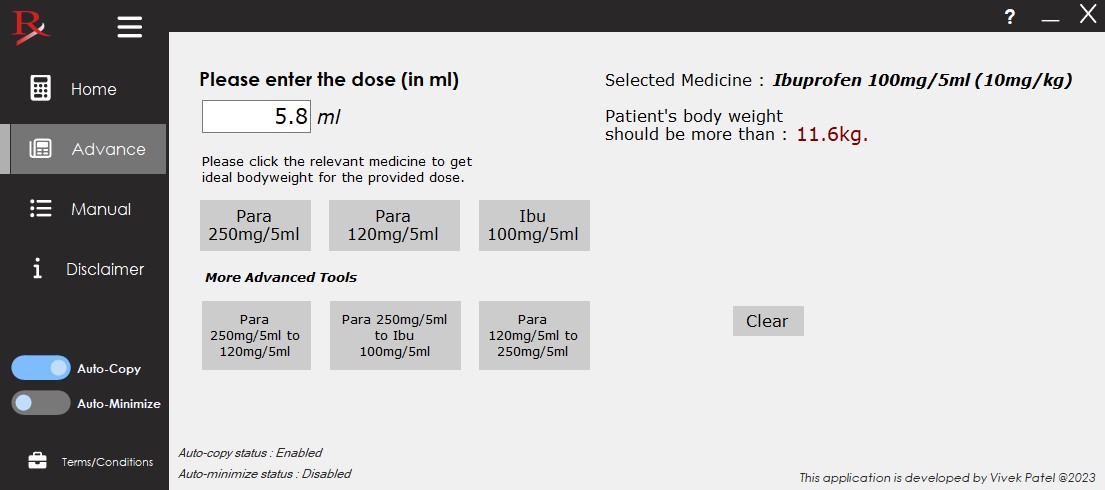 Rx
?
Home
Advance
Manual
Disclaimer
Auto-Copy
Auto-Minimize
Terms/Conditions
Please enter the dose (in ml)
5.8 ml
Please click the relevant medicine to get
ideal bodyweight for the provided dose.
Para
250mg/5ml
Para
120mg/5ml
Ibu
100mg/5ml
More Advanced Tools
Para
250mg/5ml to
120mg/5ml
Para 250mg/5ml
to Ibu
100mg/5ml
Para
120mg/5ml to
250mg/5ml
Selected Medicine : Ibuprofen 100mg/5ml (10mg/kg)
Patient's body weight
should be more than : 11.6kg.
Clear
Auto-copy status : Enabled
Auto-minimize status : Disabled
This application is developed by Vivek Patel @2023